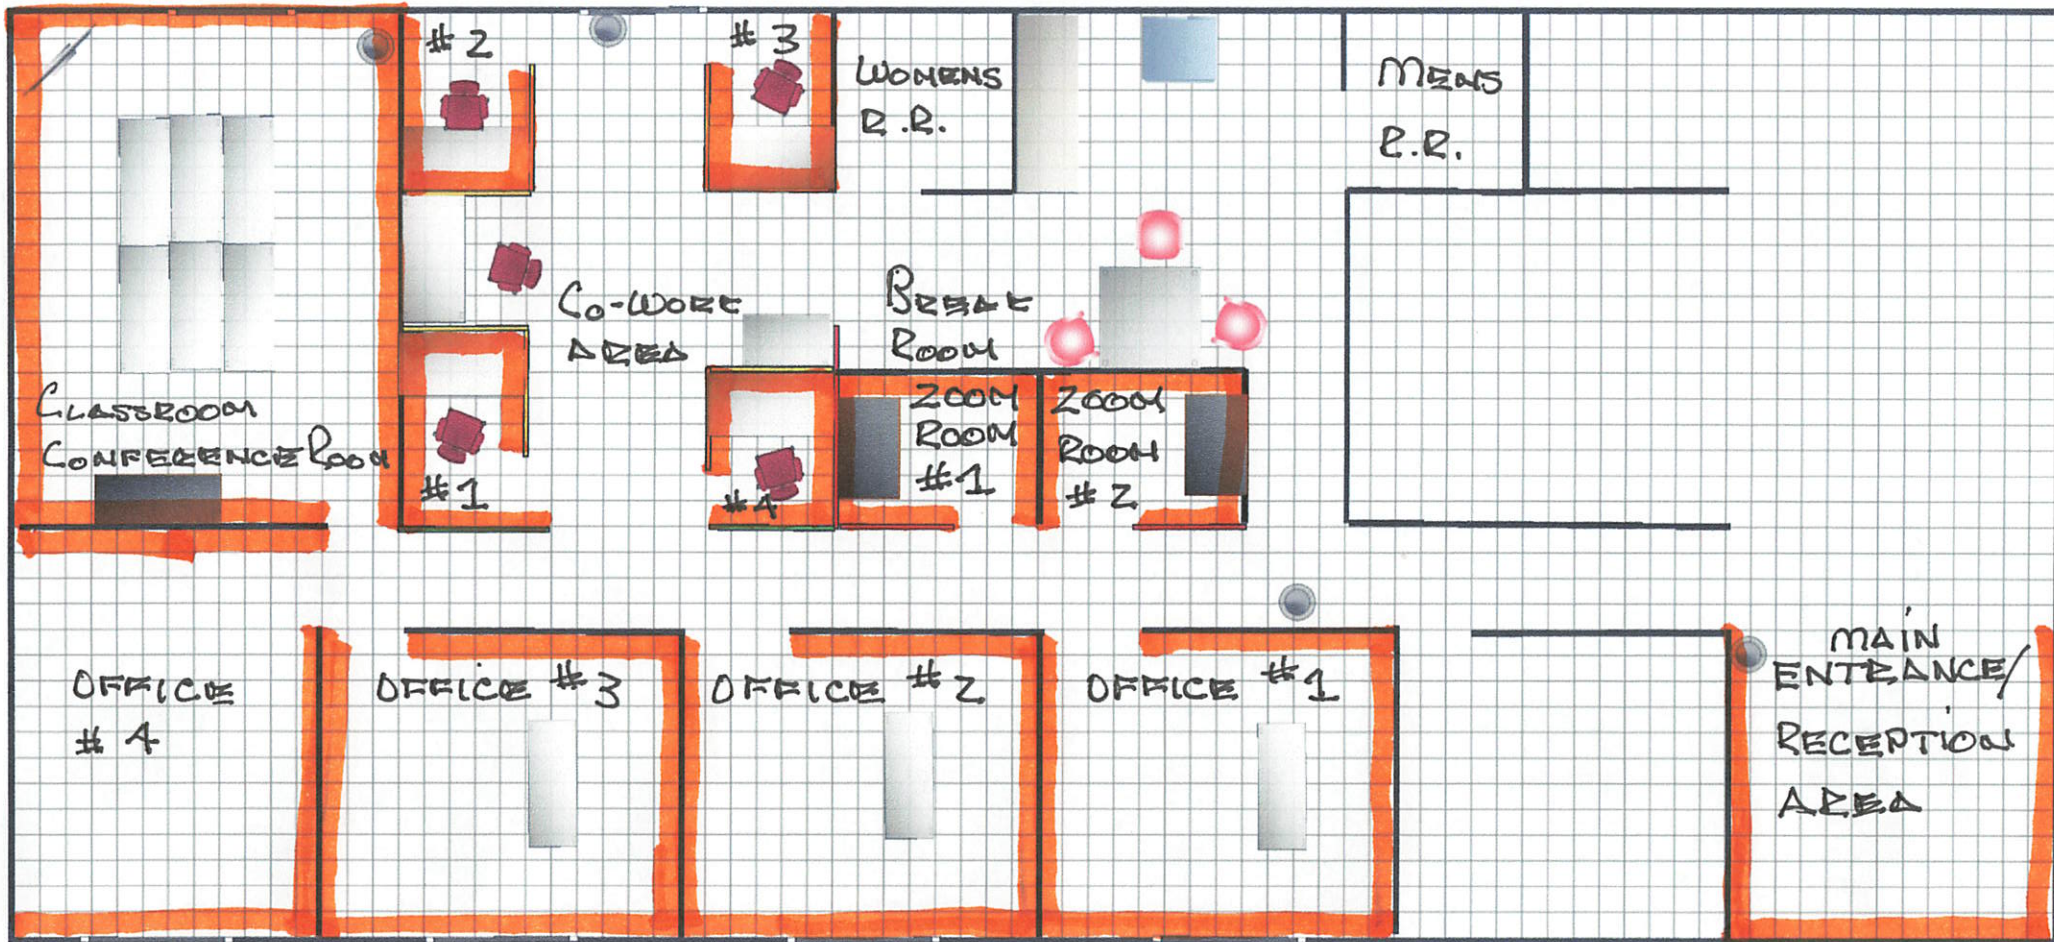 #2
#3
WOMENS
R.R.
MENS
R.R.
CO-WORK
AREA
BREAK
ROOM
CLASSROOM
CONFERENCE ROOM
#1
#4
ZOOM
ROOM
#1
ZOOM
ROOM
#2
OFFICE
#4
OFFICE #3
OFFICE #2
OFFICE #1
MAIN
ENTRANCE/
RECEPTION
AREA